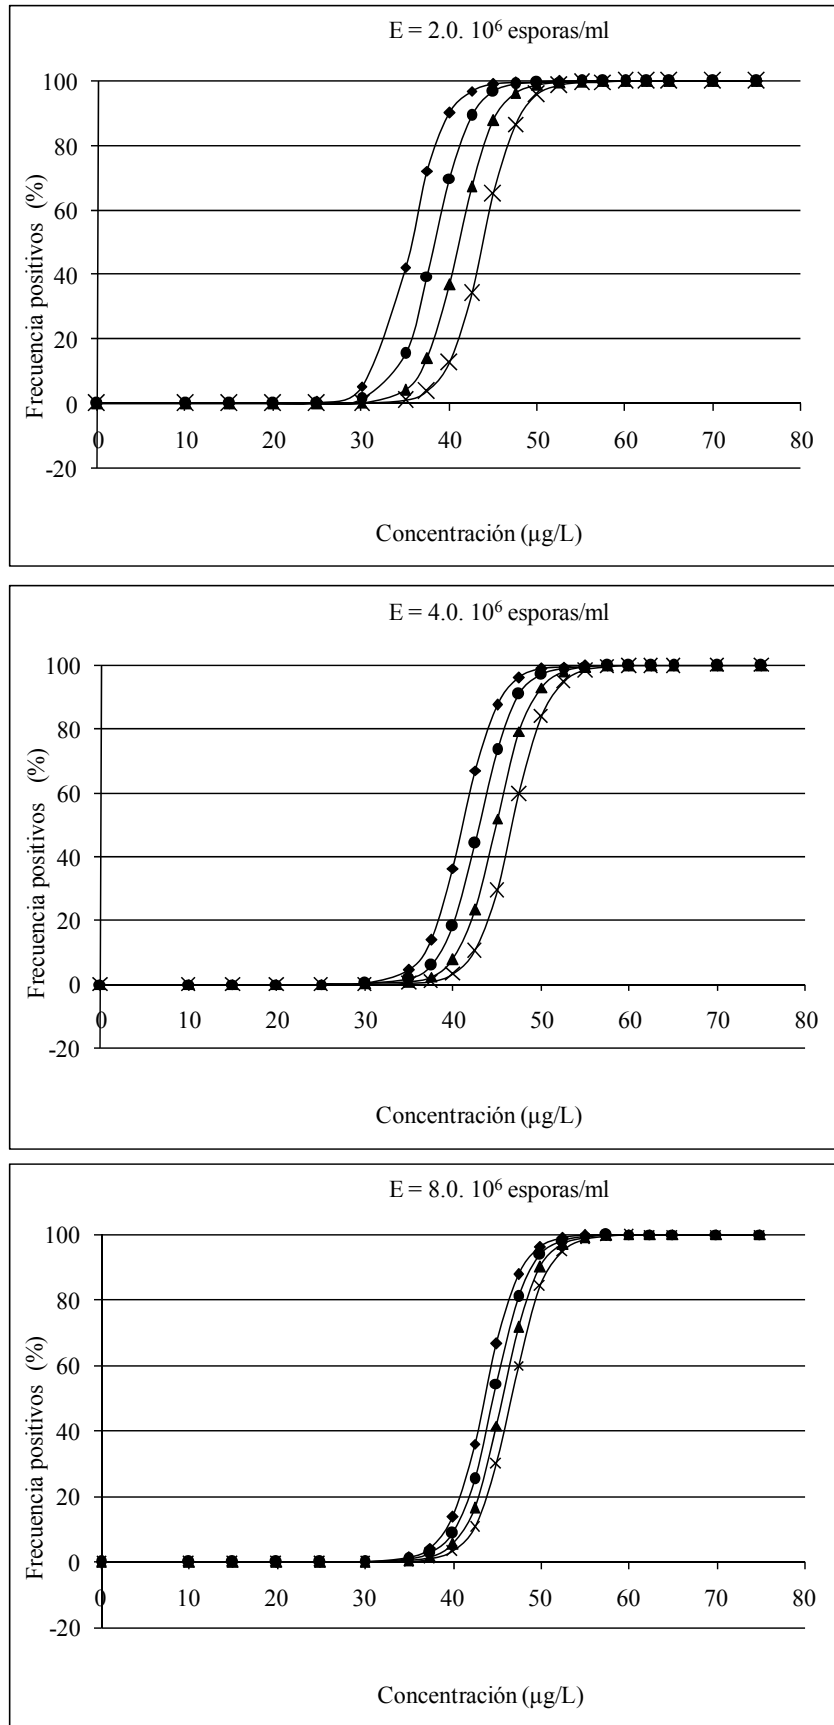 E = 2.0. 10⁶ esporas/ml
Frecuencia positivos (%)
100
80
60
40
20
0
-20
0 10 20 30 40 50 60 70 80
Concentración (µg/L)
E = 4.0. 10⁶ esporas/ml
Frecuencia positivos (%)
100
80
60
40
20
0
-20
0 10 20 30 40 50 60 70 80
Concentración (µg/L)
E = 8.0. 10⁶ esporas/ml
Frecuencia positivos (%)
100
80
60
40
20
0
-20
0 10 20 30 40 50 60 70 80
Concentración (µg/L)